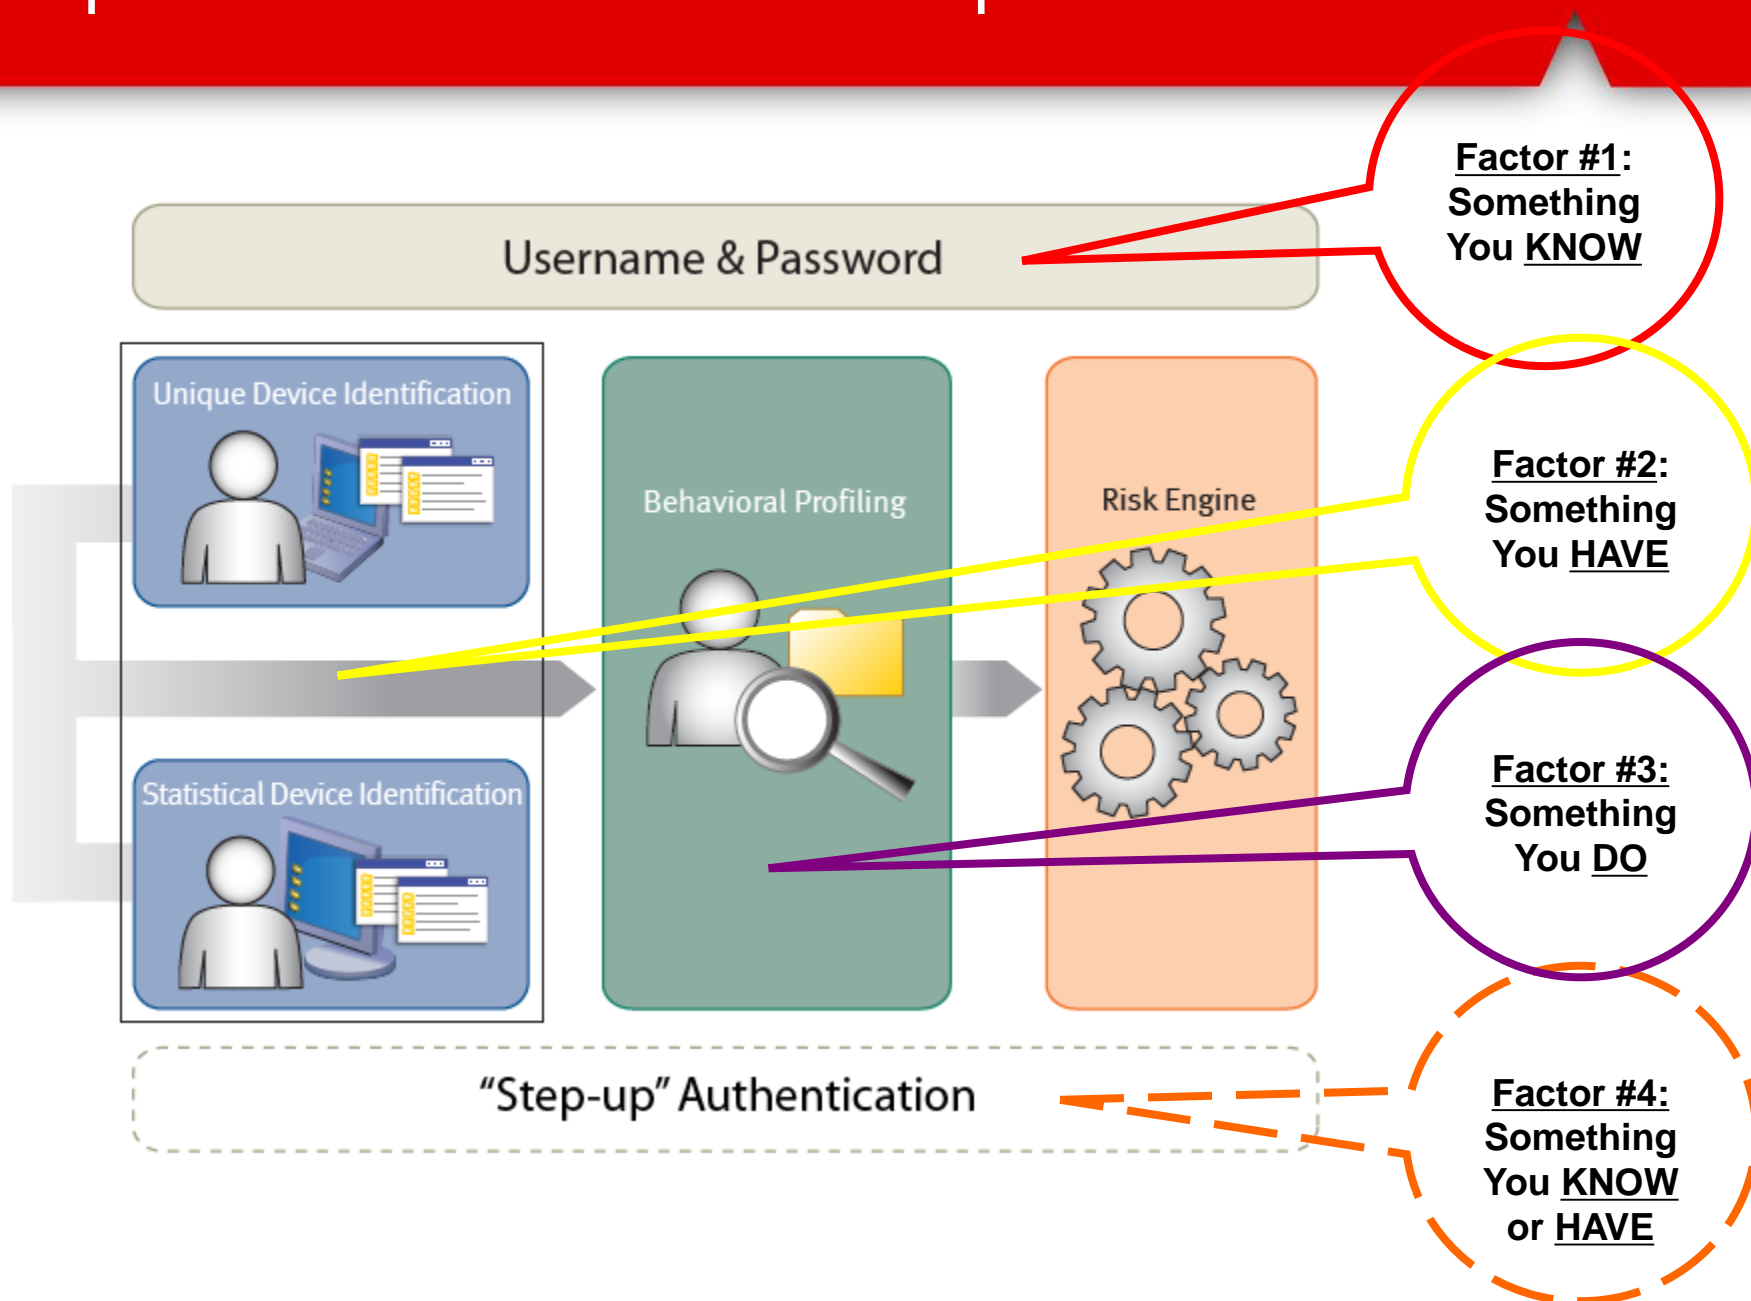 Factor #1:
Something
You KNOW
Username & Password
Unique Device Identification
Behavioral Profiling
Risk Engine
Factor #2:
Something
You HAVE
Statistical Device Identification
Factor #3:
Something
You DO
“Step-up” Authentication
Factor #4:
Something
You KNOW
or HAVE